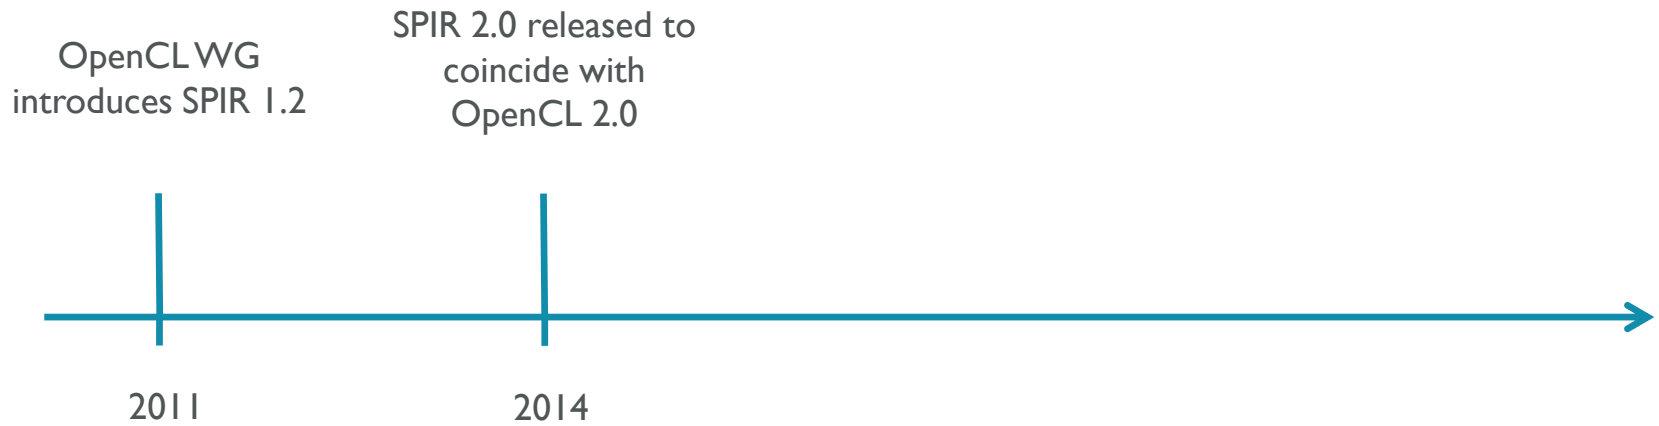 OpenCL WG
introduces SPIR 1.2
SPIR 2.0 released to
coincide with
OpenCL 2.0
2011
2014